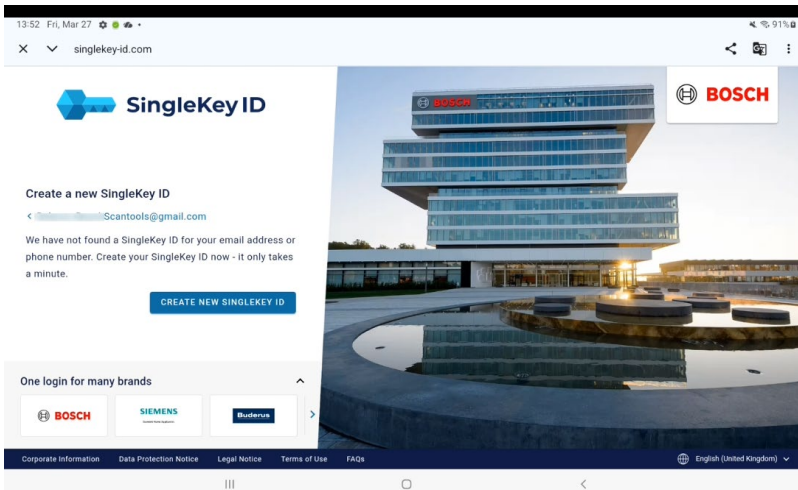 13:52 Fri, Mar 27
91%
singlekey-id.com
SingleKey ID
BOSCH
BOSCH
Create a new SingleKey ID
Scantools@gmail.com
We have not found a SingleKey ID for your email address or
phone number. Create your SingleKey ID now - it only takes
a minute.
CREATE NEW SINGLEKEY ID
One login for many brands
BOSCH
SIEMENS
Buderus
Corporate Information Data Protection Notice Legal Notice Terms of Use FAQs
English (United Kingdom)